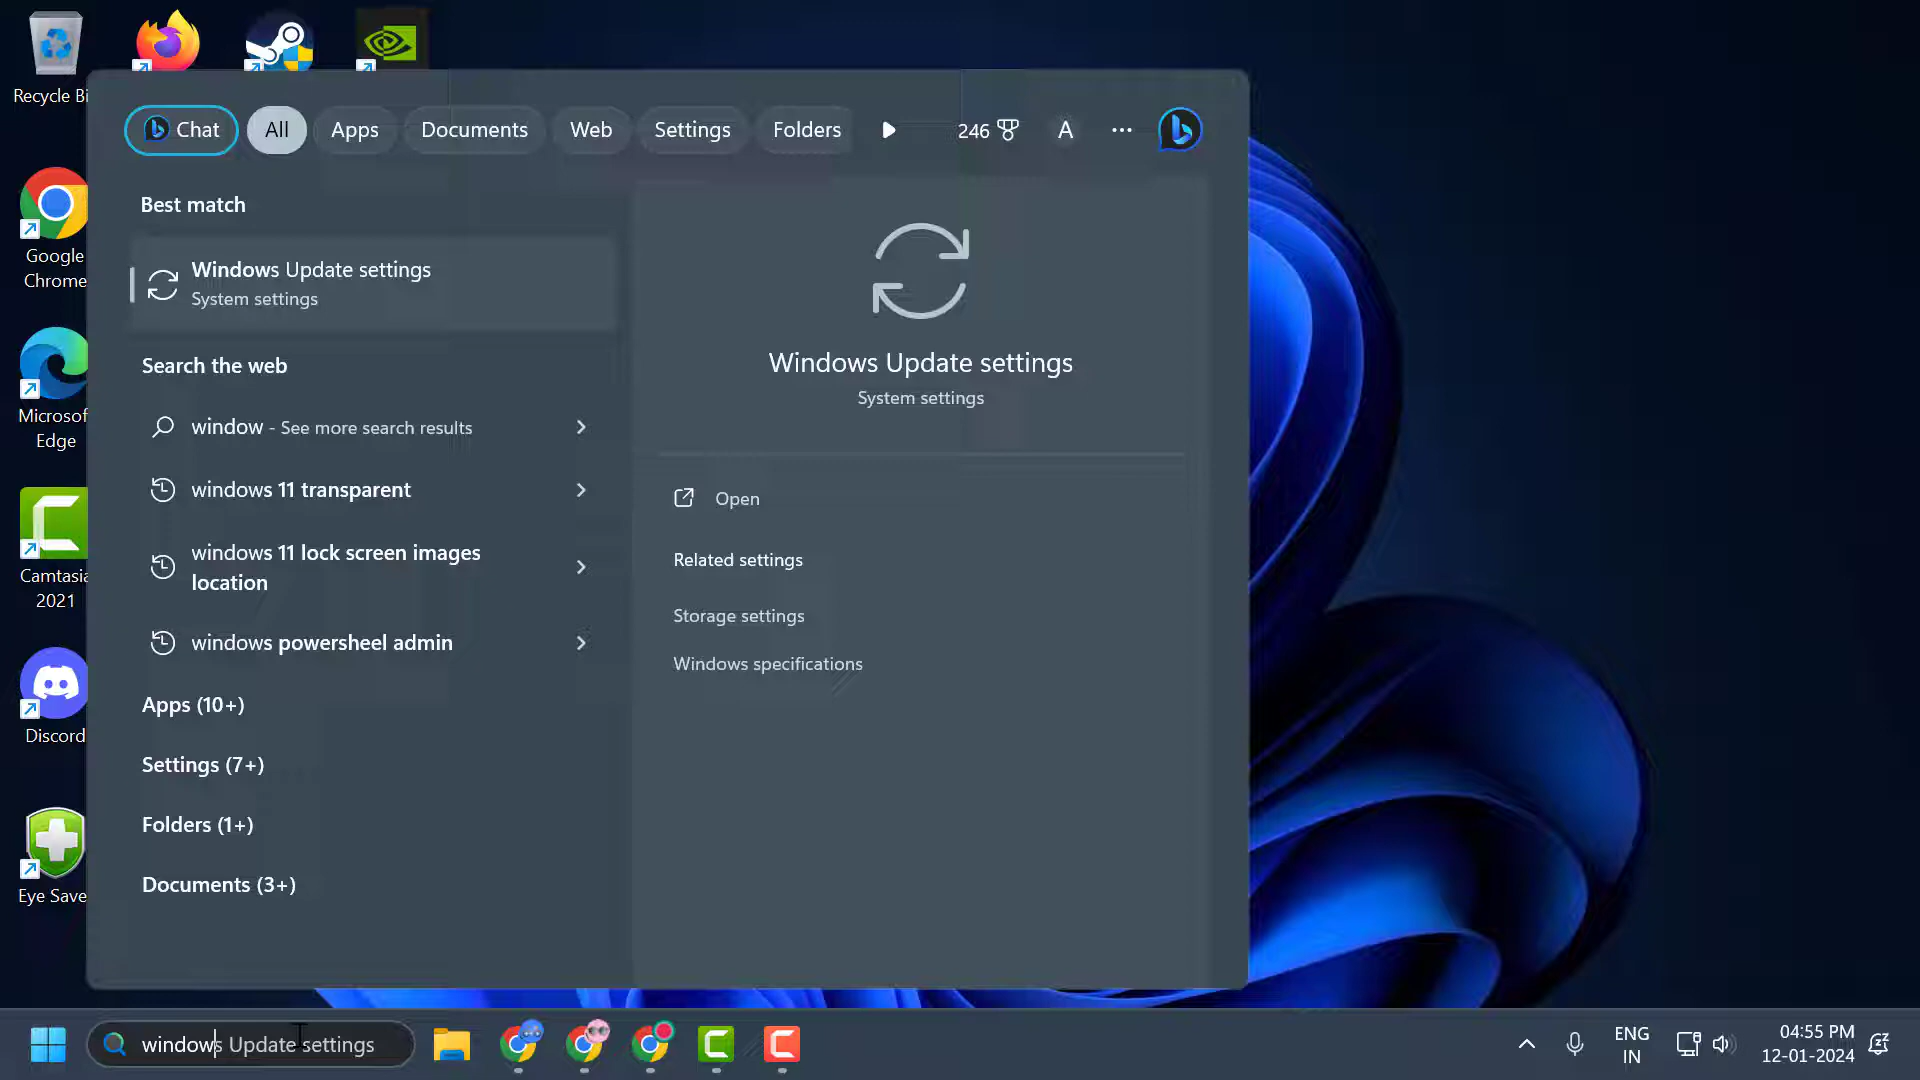 Recycle Bi
Chat
All
Apps
Documents
Web
Settings
Folders
246
A
Best match
Windows Update settings
System settings
Search the web
window - See more search results
windows 11 transparent
windows 11 lock screen images
location
windows powersheel admin
Apps (10+)
Settings (7+)
Folders (1+)
Documents (3+)
Windows Update settings
System settings
Open
Related settings
Storage settings
Windows specifications
Google
Chrome
Microsof
Edge
Camtasia
2021
Discord
Eye Save
windows Update settings
ENG
IN
04:55 PM
12-01-2024